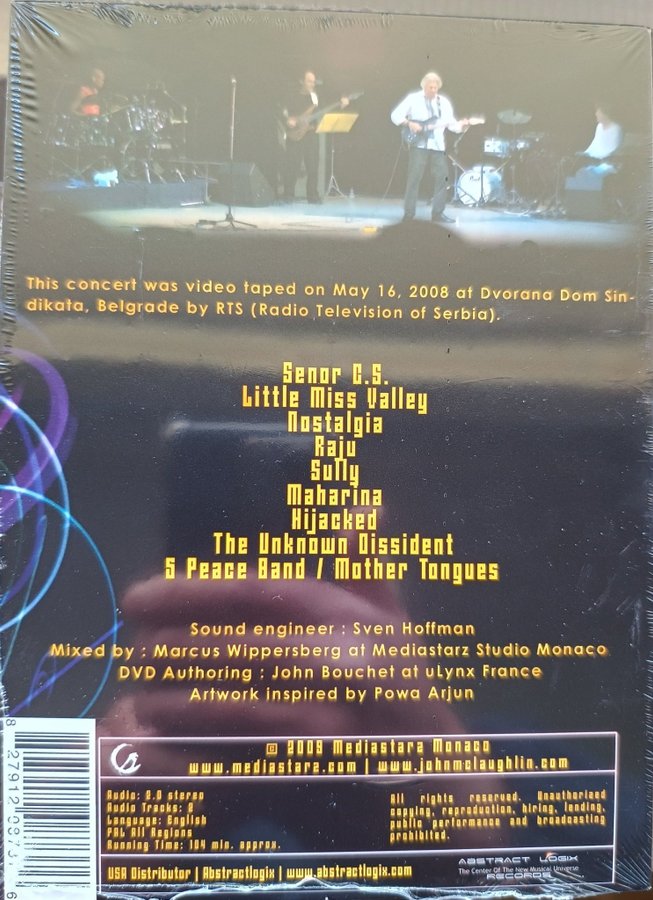 This concert was video taped on May 16, 2008 at Dvorana Dom Sin-
dikata, Belgrade by RTS (Radio Television of Serbia).
Senor C.S.
Little Miss Valley
Nostalgia
Raju
Sully
Maharina
Hijacked
The Unknown Dissident
5 Peace Band / Mother Tongues
Sound engineer : Sven Hoffman
Mixed by : Marcus Wippersberg at Mediastarz Studio Monaco
DVD Authoring : John Bouchet at uLynx France
Artwork inspired by Powa Arjun
2009 Mediastarz Monaco
www.mediastarz.com | www.johnmclaughlin.com
Audio: 2.0 stereo
Audio Tracks: 2
Language: English
PAL All Regions
Running Time: 104 min. approx.
All rights reserved. Unauthorized
copying, reproduction, hiring, lending,
public performance and broadcasting
prohibited.
USA Distributor | Abstractlogix | www.abstractlogix.com
ABSTRACT LOGIX
The Center Of The New Musical Universe
RECORDS